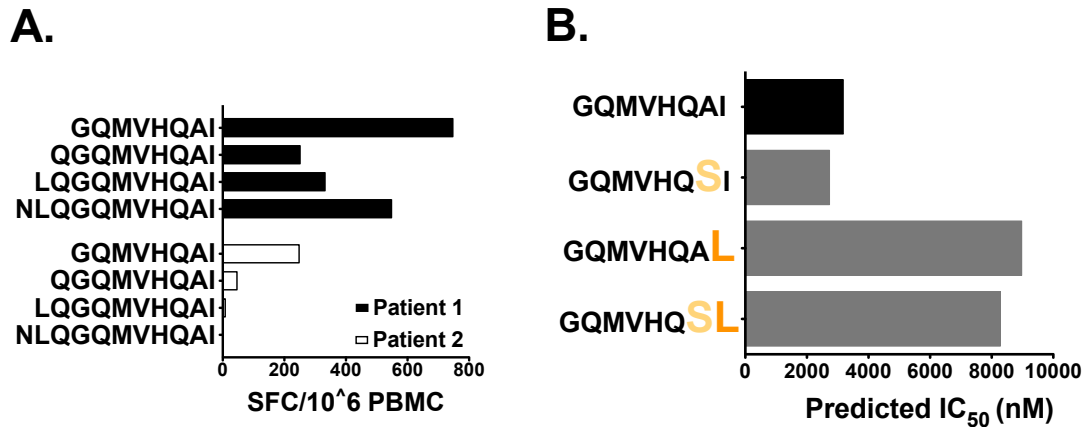 A.
GQMVHQAI
QGQMHQAI
LQGQMVHQAI
NLQGQMVHQAI
GQMVHQAI
QGQMVHQAI
LQGQMVHQAI
NLQGQMVHQAI
Patient 1
Patient 2
0 200 400 600 800
SFC/10^6 PBMC
B.
GQMVHQAI
GQMVHQSI
GQMVHQAL
GQMVHQSL
0 2000 4000 6000 8000 10000
Predicted IC50 (nM)